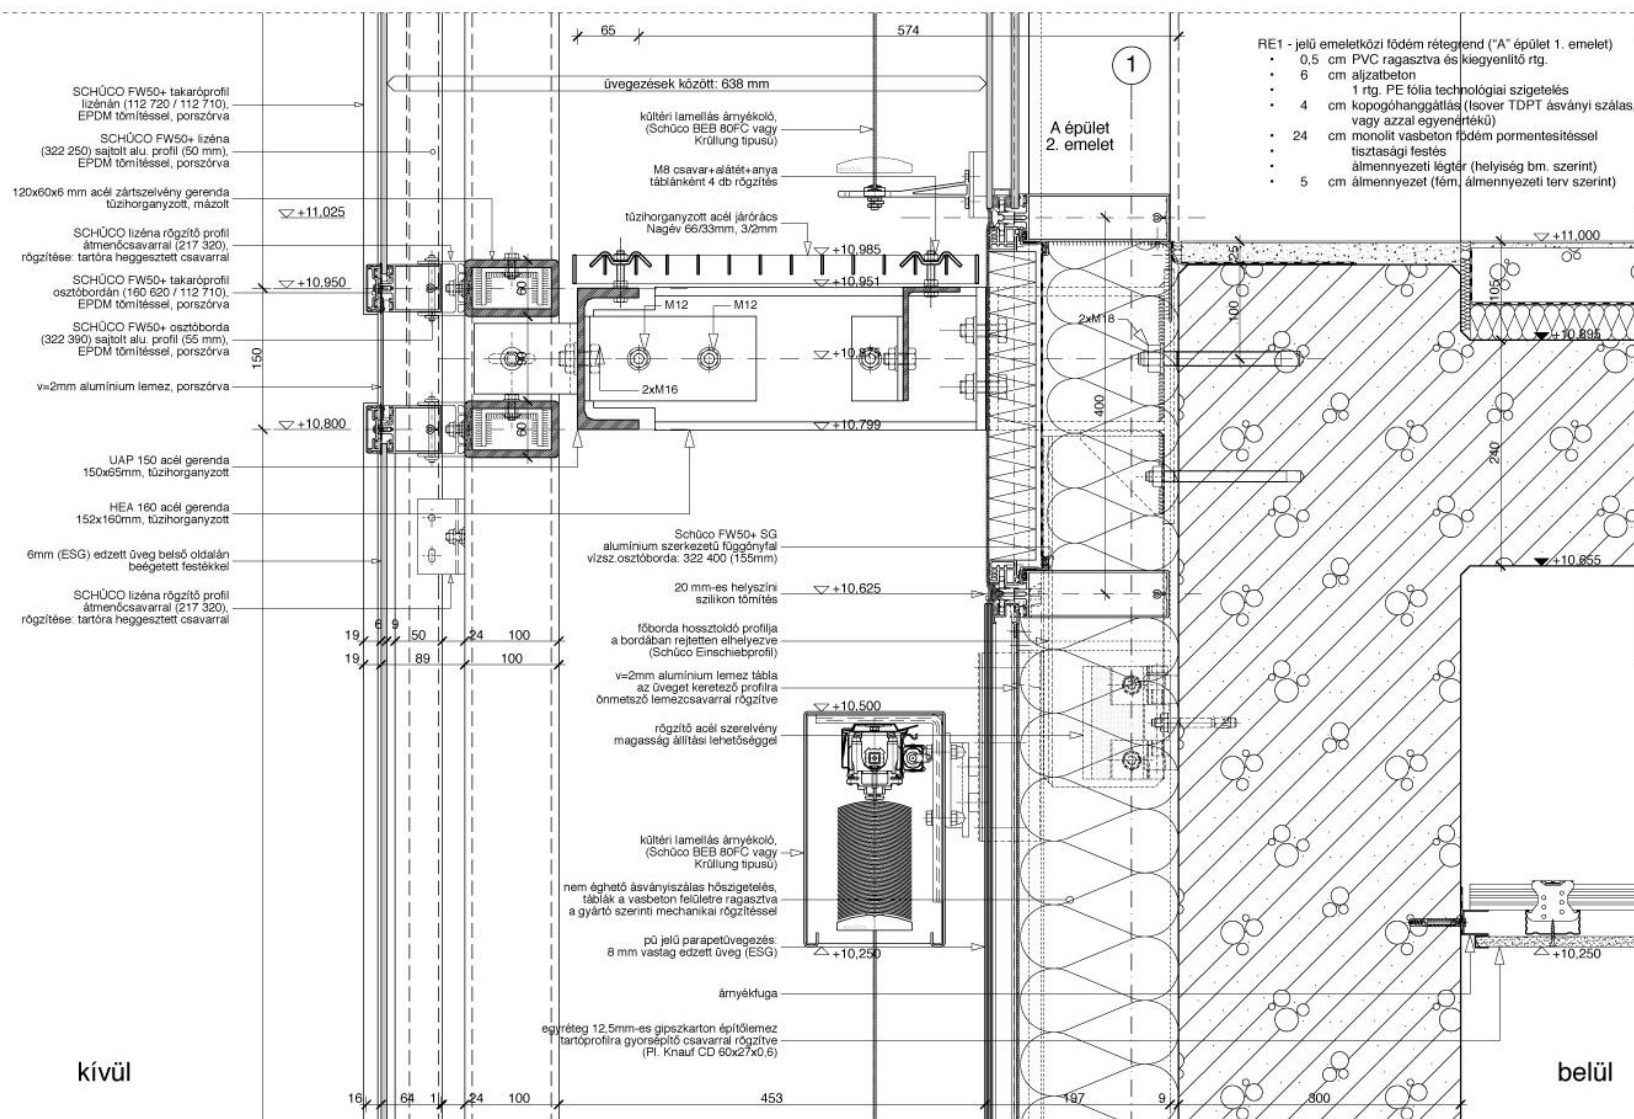 65
574
üvegezések között: 638 mm
1
A épület
2. emelet
RE1 - jelű emeletközi födém rétegrend ("A" épület 1. emelet)
• 0,5 cm PVC ragasztva és kiegyenlítő rtg.
• 6 cm aljzatbeton
• 1 rtg. PE fólia technológiai szigetelés
• 4 cm kopogóhanggátlás (Isover TDPT ásványi szálas,
vagy azzal egyenértékű)
• 24 cm monolit vasbeton födém pormentesítéssel
• tisztasági festés
• álmennyezeti légtér (helyiség bm. szerint)
• 5 cm álmennyezet (fém, álmennyezeti terv szerint)
SCHÜCO FW50+ takaróprofil
lizénán (112 720 / 112 710),
EPDM tömítéssel, porszórva
SCHÜCO FW50+ lizéna
(322 250) sajtolt alu. profil (50 mm),
EPDM tömítéssel, porszórva
120x60x6 mm acél zártszelvény gerenda
tűzihorganyzott, mázolt
SCHÜCO lizéna rögzítő profil
átmenőcsavarral (217 320),
rögzítése: tartóra heggesztett csavarral
SCHÜCO FW50+ takaróprofil
osztóbordán (160 620 / 112 710),
EPDM tömítéssel, porszórva
SCHÜCO FW50+ osztóborda
(322 390) sajtolt alu. profil (55 mm),
EPDM tömítéssel, porszórva
v=2mm alumínium lemez, porszórva
UAP 150 acél gerenda
150x65mm, tűzihorganyzott
HEA 160 acél gerenda
152x160mm, tűzihorganyzott
6mm (ESG) edzett üveg belső oldalán
beégetett festékkel
SCHÜCO lizéna rögzítő profil
átmenőcsavarral (217 320),
rögzítése: tartóra heggesztett csavarral
+11,025
+10,950
150
+10,800
kültéri lamellás árnyékoló,
(Schüco BEB 80FC vagy
Krüllung tipusú)
M8 csavar+alátét+anya
táblánként 4 db rögzítés
tűzihorganyzott acél járórács
Nagév 66/33mm, 3/2mm
+10,985
+10,951
M12
M12
+10,875
2xM16
+10,799
60
90
60
2xM18
400
25
100
105
240
+11,000
+10,895
+10,655
Schüco FW50+ SG
alumínium szerkezetű függönyfal
vízsz.osztóborda: 322 400 (155mm)
20 mm-es helyszíni
szilikon tömítés
+10,625
főborda hossztoldó profilja
a bordában rejtetten elhelyezve
(Schüco Einschiebprofil)
v=2mm alumínium lemez tábla
az üveget keretező profilra
önmetsző lemezcsavarral rögzítve
+10,500
rögzítő acél szerelvény
magasság állítási lehetőséggel
kültéri lamellás árnyékoló,
(Schüco BEB 80FC vagy
Krüllung tipusú)
nem éghető ásványiszálas hőszigetelés,
táblák a vasbeton felületre ragasztva
a gyártó szerinti mechanikai rögzítéssel
pü jelű parapetüvegezés:
8 mm vastag edzett üveg (ESG)
+10,250
+10,250
árnyékfuga
egyréteg 12,5mm-es gipszkarton építőlemez
tartóprofilra gyorsépítő csavarral rögzítve
(Pl. Knauf CD 60x27x0,6)
19 6 9 50 24 100
19 89 100
kívül
belül
16 64 1 24 100 453 197 9 300